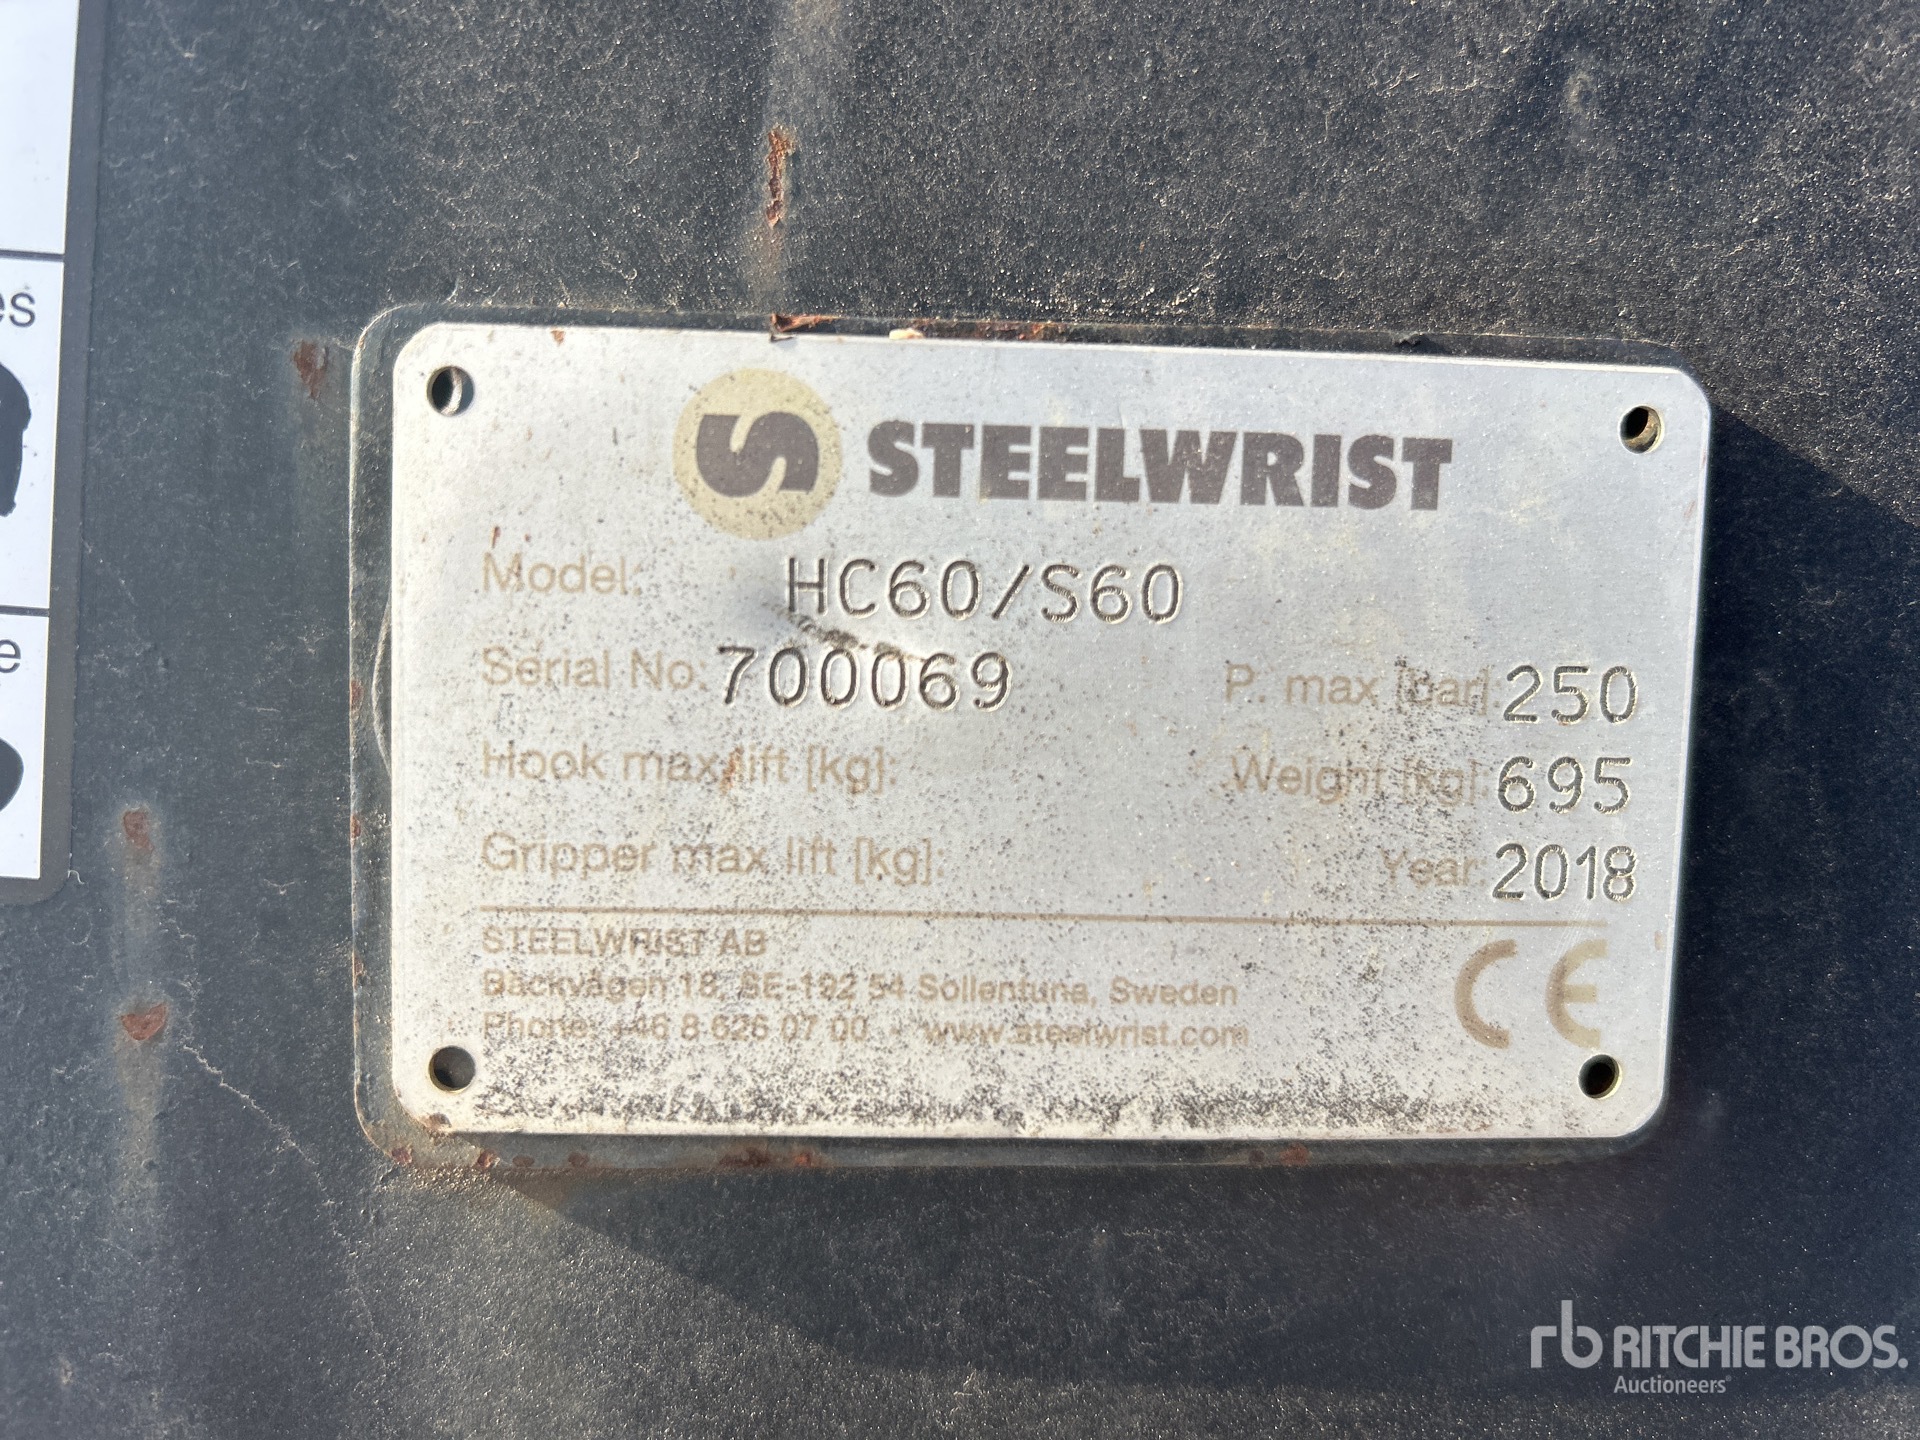 es
e
STEELWRIST
Model: HC60/S60
Serial No. 700069 P. max [bar]: 250
Hook max lift [kg]: Weight [kg]: 695
Gripper max lift [kg]: Year: 2018
STEELWRIST AB
Bäckvägen 18, SE-192 54 Sollentuna, Sweden
Phone: +46 8 626 07 00 - www.steelwrist.com
CE
rb RITCHIE BROS.
Auctioneers